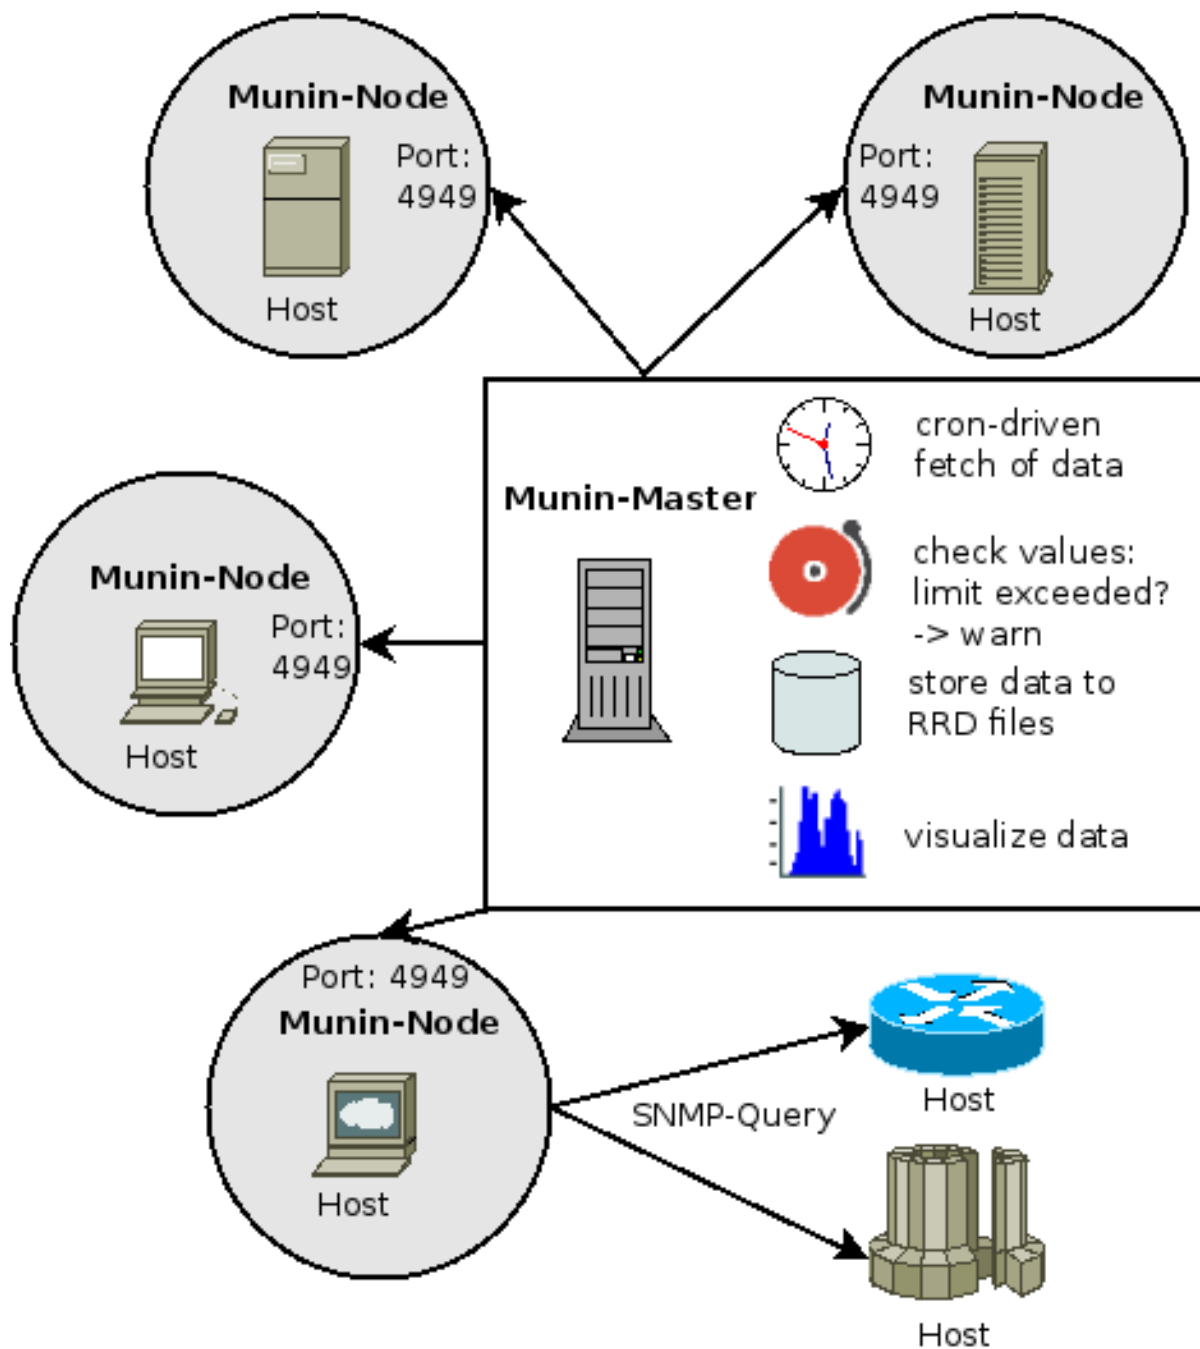 Munin-Node
Port:
4949
Host
Munin-Node
Port:
4949
Host
Munin-Master
cron-driven
fetch of data
check values:
limit exceeded?
-> warn
store data to
RRD files
visualize data
Munin-Node
Port:
4949
Host
Port: 4949
Munin-Node
Host
SNMP-Query
Host
Host